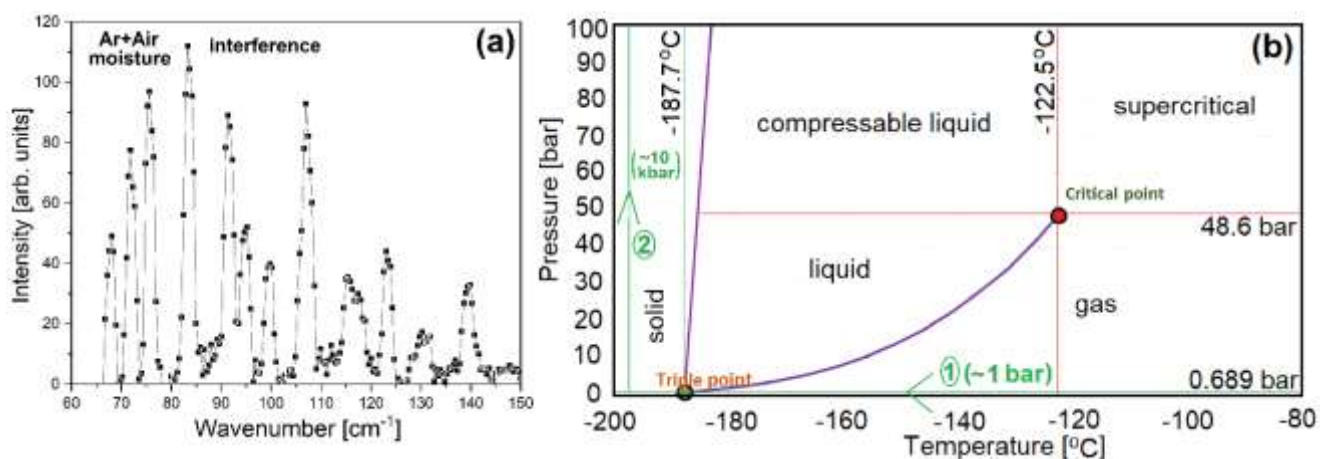 (a)
Ar+Air
moisture
interference
Intensity [arb. units]
120
100
80
60
40
20
0
60 70 80 90 100 110 120 130 140 150
Wavenumber [cm-1]
(b)
Pressure [bar]
100
90
80
70
60
50
40
30
20
10
0
-187.7°C
-122.5°C
supercritical
compressable liquid
(~10
kbar)
Critical point
②
48.6 bar
liquid
gas
solid
Triple point
① (~1 bar)
0.689 bar
-200 -180 -160 -140 -120 -100 -80
Temperature [°C]